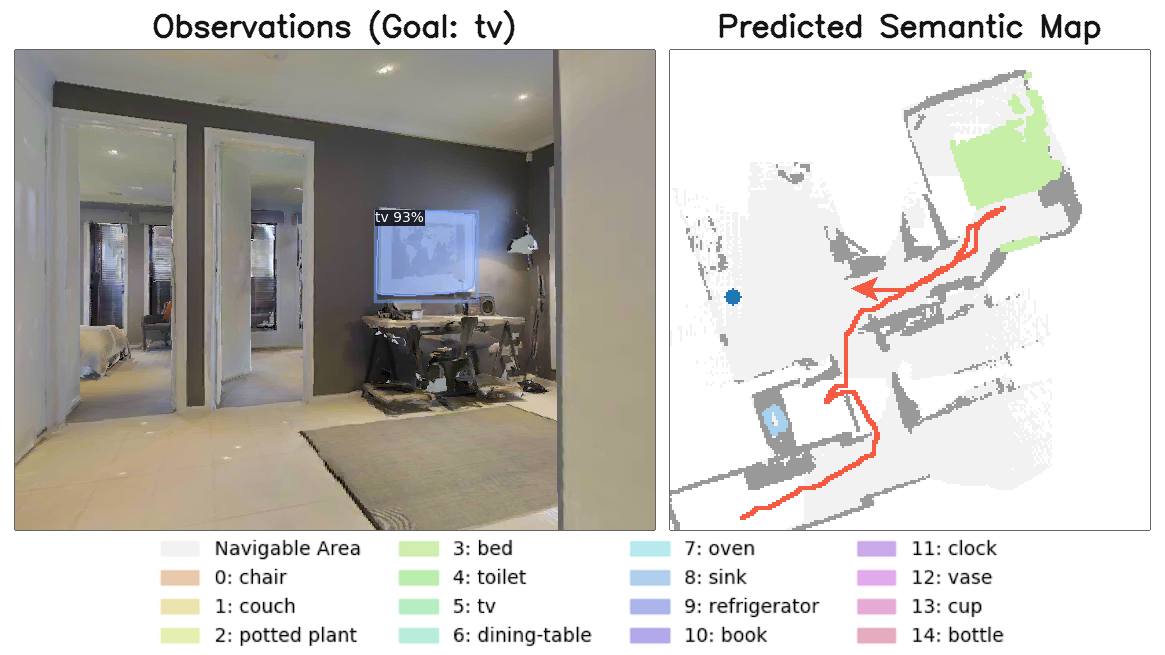 Observations (Goal: tv)
Predicted Semantic Map
tv 93%
Navigable Area
0: chair
1: couch
2: potted plant
3: bed
4: toilet
5: tv
6: dining-table
7: oven
8: sink
9: refrigerator
10: book
11: clock
12: vase
13: cup
14: bottle